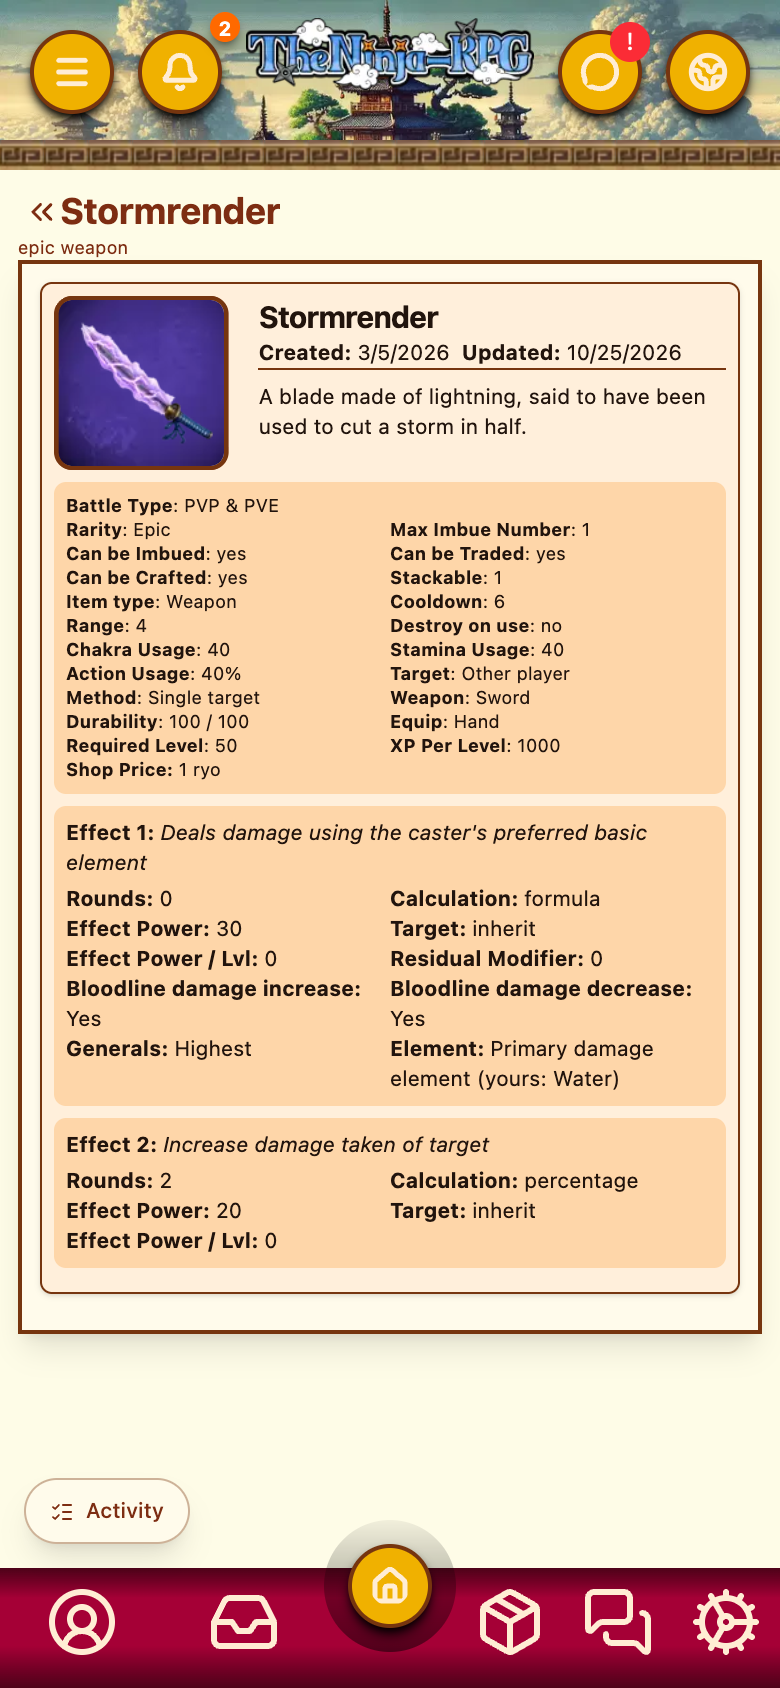 2
TheNinja-RPG
!
Stormrender
epic weapon
Stormrender
Created: 3/5/2026 Updated: 10/25/2026
A blade made of lightning, said to have been
used to cut a storm in half.
Battle Type: PVP & PVE
Rarity: Epic
Max Imbue Number: 1
Can be Imbued: yes
Can be Traded: yes
Can be Crafted: yes
Stackable: 1
Item type: Weapon
Cooldown: 6
Range: 4
Destroy on use: no
Chakra Usage: 40
Stamina Usage: 40
Action Usage: 40%
Target: Other player
Method: Single target
Weapon: Sword
Durability: 100 / 100
Equip: Hand
Required Level: 50
XP Per Level: 1000
Shop Price: 1 ryo
Effect 1: Deals damage using the caster's preferred basic
element
Rounds: 0
Calculation: formula
Effect Power: 30
Target: inherit
Effect Power / Lvl: 0
Residual Modifier: 0
Bloodline damage increase:
Yes
Bloodline damage decrease:
Yes
Generals: Highest
Element: Primary damage
element (yours: Water)
Effect 2: Increase damage taken of target
Rounds: 2
Calculation: percentage
Effect Power: 20
Target: inherit
Effect Power / Lvl: 0
Activity